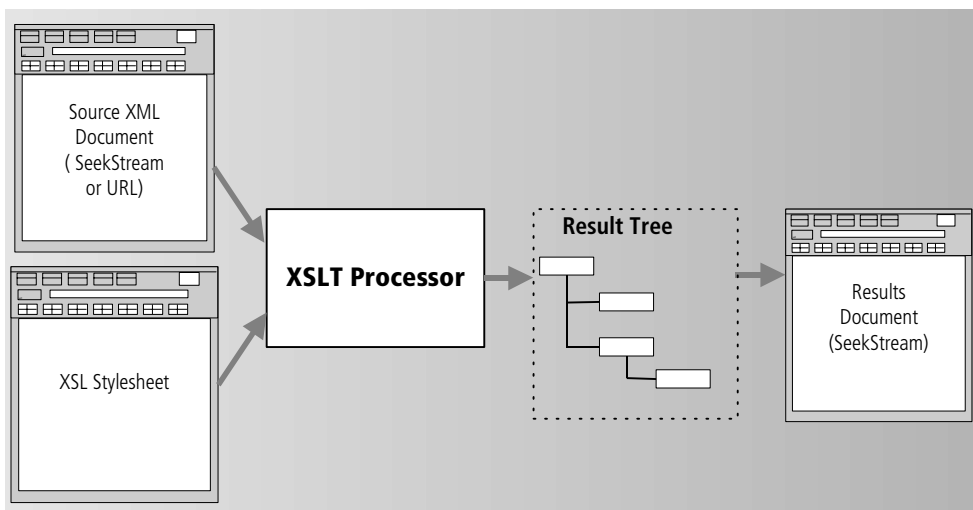 Source XML
Document
( SeekStream
or URL)
XSL Stylesheet
XSLT Processor
Result Tree
Results
Document
(SeekStream)